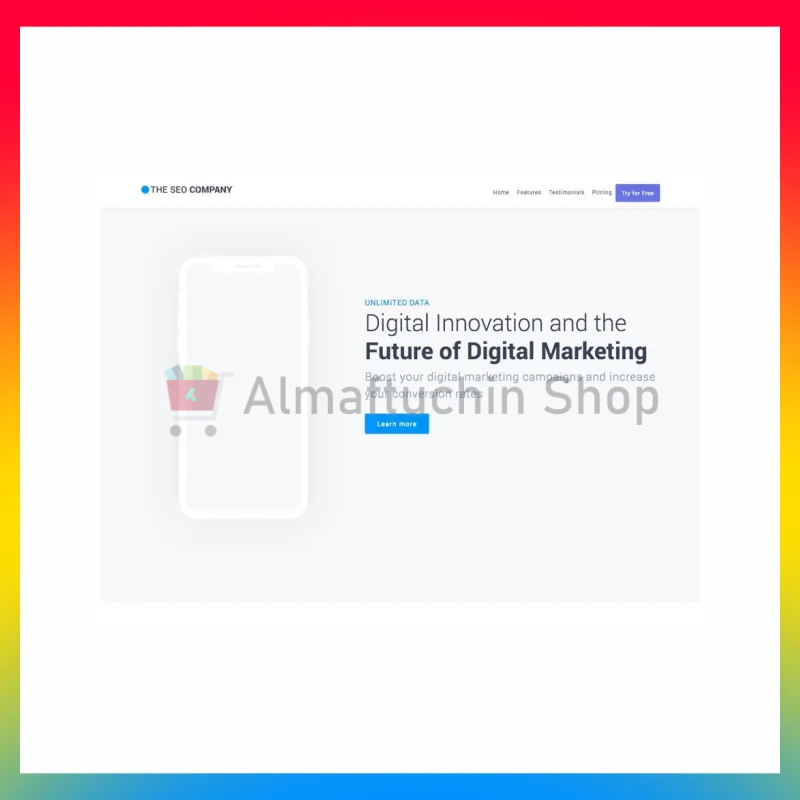 THE SEO COMPANY
Home Features Testimonials Pricing Try for Free
UNLIMITED DATA
Digital Innovation and the
Future of Digital Marketing
Boost your digital marketing campaigns and increase
your conversion rates
Almaftuchin Shop
Learn more